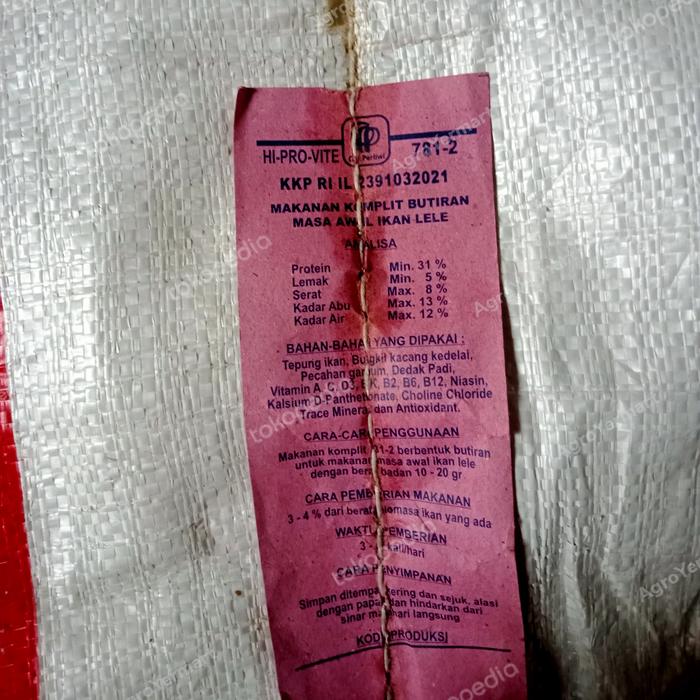 HI-PRO-VITE
781-2
KKP RI IL 2391032021
MAKANAN KOMPLIT BUTIRAN
MASA AWAL IKAN LELE
ANALISA
Protein Min. 31 %
Lemak Min. 5 %
Serat Max. 8 %
Kadar Abu Max. 13 %
Kadar Air Max. 12 %
BAHAN-BAHAN YANG DIPAKAI :
Tepung ikan, Bungkil kacang kedelai,
Pecahan gandum, Dedak Padi,
Vitamin A, C, D3, E, K, B2, B6, B12, Niasin,
Kalsium D-Panthetonate, Choline Chloride
Trace Mineral dan Antioxidant.
CARA-CARA PENGGUNAAN
Makanan komplit 781-2 berbentuk butiran
untuk makanan masa awal ikan lele
dengan berat badan 10 - 20 gr
CARA PEMBERIAN MAKANAN
3 - 4 % dari berat biomasa ikan yang ada
WAKTU PEMBERIAN
3 - kali/hari
CARA PENYIMPANAN
Simpan ditempat kering dan sejuk, alasi
dengan papan dan hindarkan dari
sinar matahari langsung
KODE PRODUKSI
tokopedia
AgroYermart